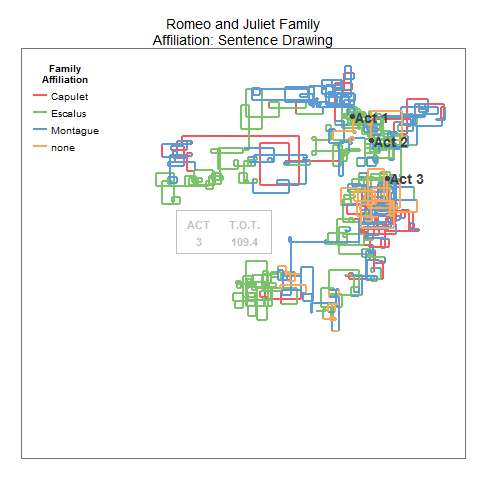 Romeo and Juliet Family
Affiliation: Sentence Drawing
Family
Affiliation
Capulet
Escalus
Montague
none
Act 1
Act 2
Act 3
ACT T.O.T.
3 109.4